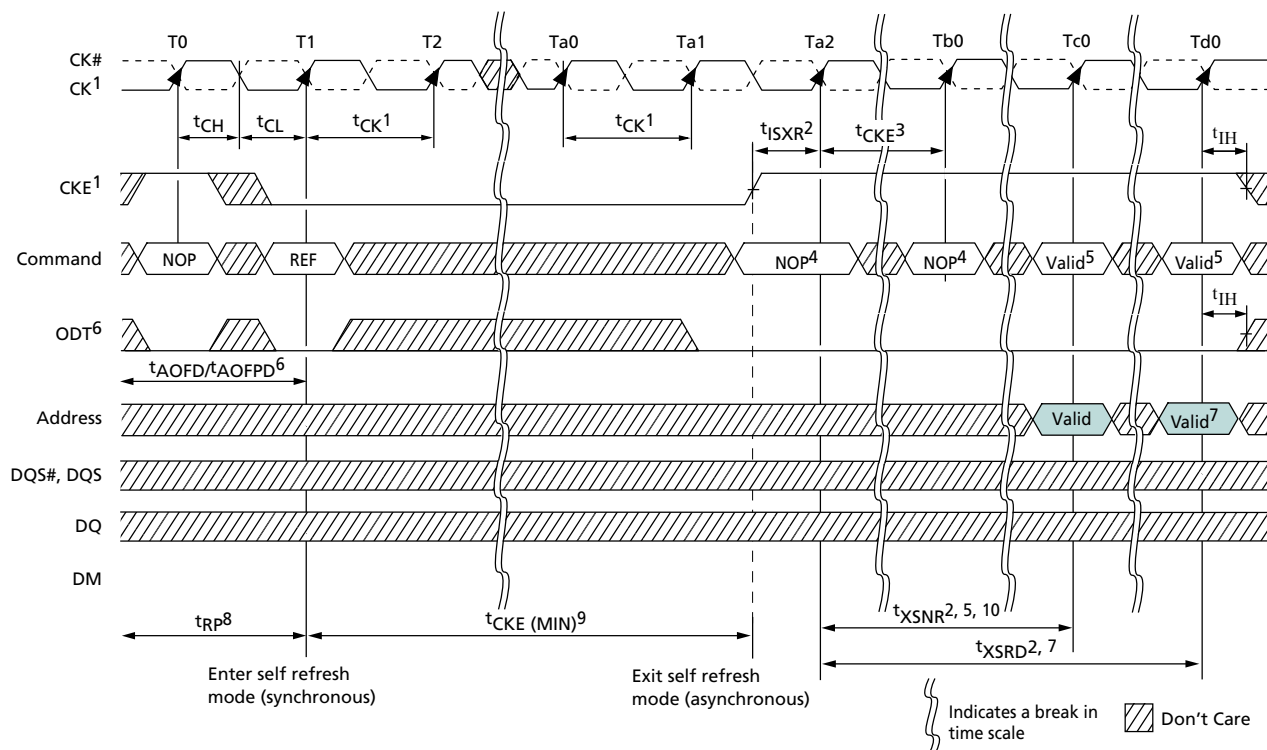 T0 T1 T2 Ta0 Ta1 Ta2 Tb0 Tc0 Td0
CK#
CK¹
tCH tCL tCK¹ tCK¹ tISXR² tCKE³ tIH
CKE¹
Command NOP REF NOP⁴ NOP⁴ Valid⁵ Valid⁵
tIH
ODT⁶
tAOFD/tAOFPD⁶
Address Valid Valid⁷
DQS#, DQS
DQ
DM
tRP⁸ tCKE (MIN)⁹ tXSNR², ⁵, ¹⁰
tXSRD², ⁷
Enter self refresh
mode (synchronous)
Exit self refresh
mode (asynchronous)
Indicates a break in
time scale
Don't Care